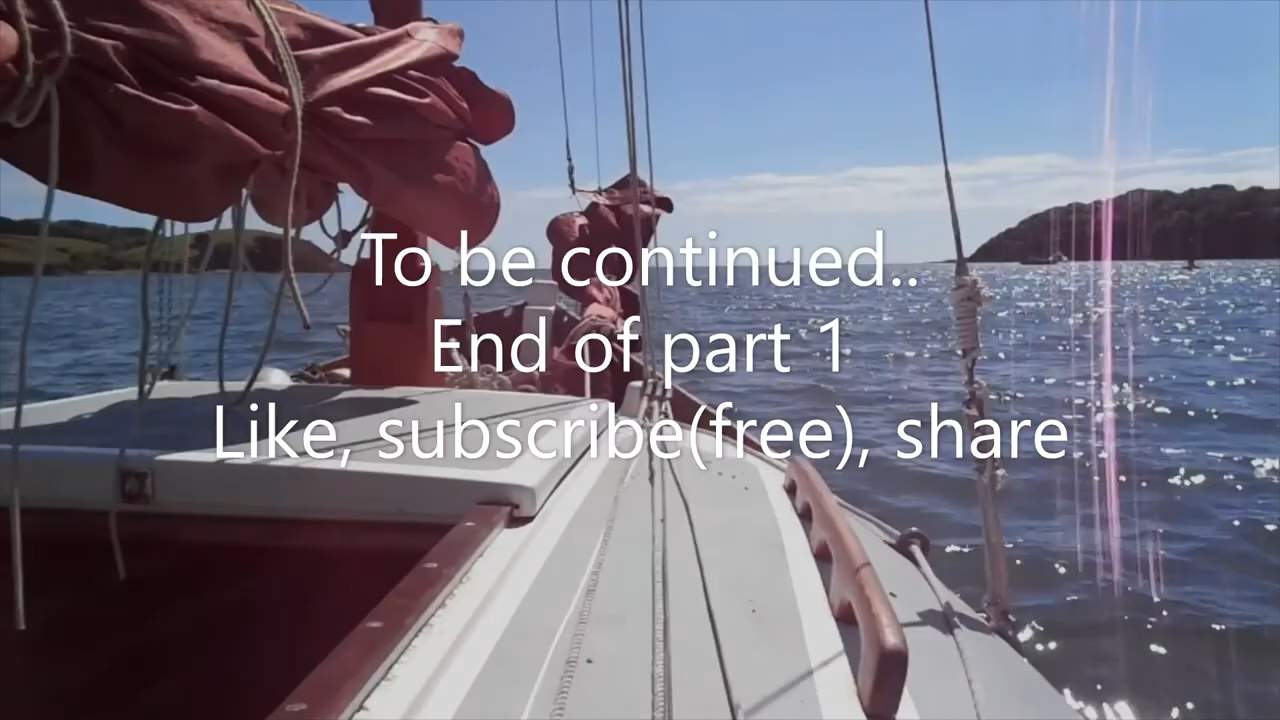 To be continued..
End of part 1
Like, subscribe(free), share